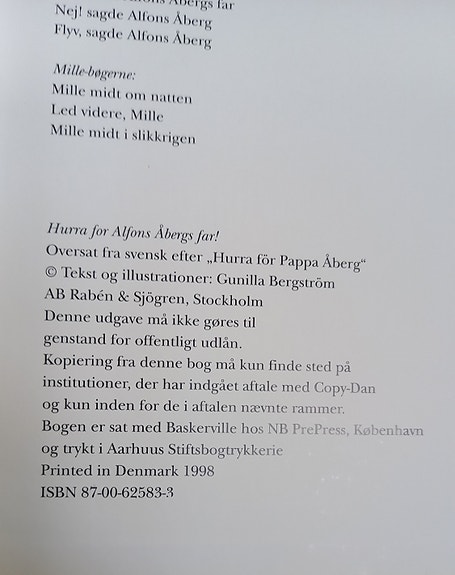 Åbergs far
Nej! sagde Alfons Åberg
Flyv, sagde Alfons Åberg
Mille-bøgerne:
Mille midt om natten
Led videre, Mille
Mille midt i slikkrigen
Hurra for Alfons Åbergs far!
Oversat fra svensk efter „Hurra för Pappa Åberg“
© Tekst og illustrationer: Gunilla Bergström
AB Rabén & Sjögren, Stockholm
Denne udgave må ikke gøres til
genstand for offentligt udlån.
Kopiering fra denne bog må kun finde sted på
institutioner, der har indgået aftale med Copy-Dan
og kun inden for de i aftalen nævnte rammer.
Bogen er sat med Baskerville hos NB PrePress, København
og trykt i Aarhuus Stiftsbogtrykkerie
Printed in Denmark 1998
ISBN 87-00-62583-3